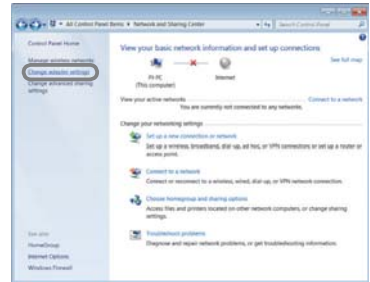 All Control Panel Items ▸ Network and Sharing Center
Search Control Panel
Control Panel Home
Manage wireless networks
Change adapter settings
Change advanced sharing
settings
See also
HomeGroup
Internet Options
Windows Firewall
View your basic network information and set up connections
See full map
(This computer)
Internet
View your active networks
Connect to a network
You are currently not connected to any networks.
Change your networking settings
Set up a new connection or network
Set up a wireless, broadband, dial-up, ad hoc, or VPN connection; or set up a router or
access point.
Connect to a network
Connect or reconnect to a wireless, wired, dial-up, or VPN network connection.
Choose homegroup and sharing options
Access files and printers located on other network computers, or change sharing
settings.
Troubleshoot problems
Diagnose and repair network problems, or get troubleshooting information.